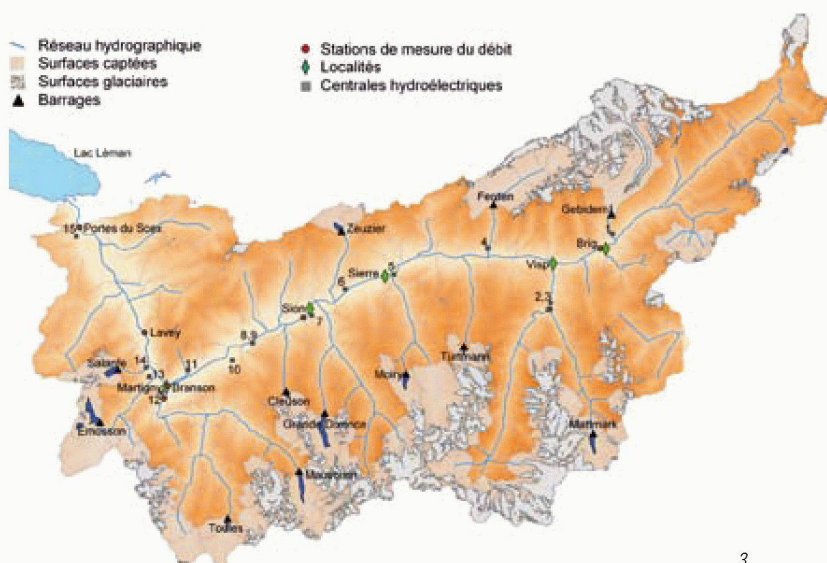 Réseau hydrographique
Surfaces captées
Surfaces glaciaires
Barrages
Stations de mesure du débit
Localités
Centrales hydroélectriques
Lac Léman
15
Portes du Scex
Ferden
Gebidem
Zeuzier
4
Brig
Visp
Sierre
5
6
2,3
Sion
7
Lavey
8,9
11
10
14
13
Salanfe
Martigny
Branson
12
Turtmann
Moiry
Cleuson
Grande Dixence
Emosson
Mattmark
Mauvoisin
Toules
3